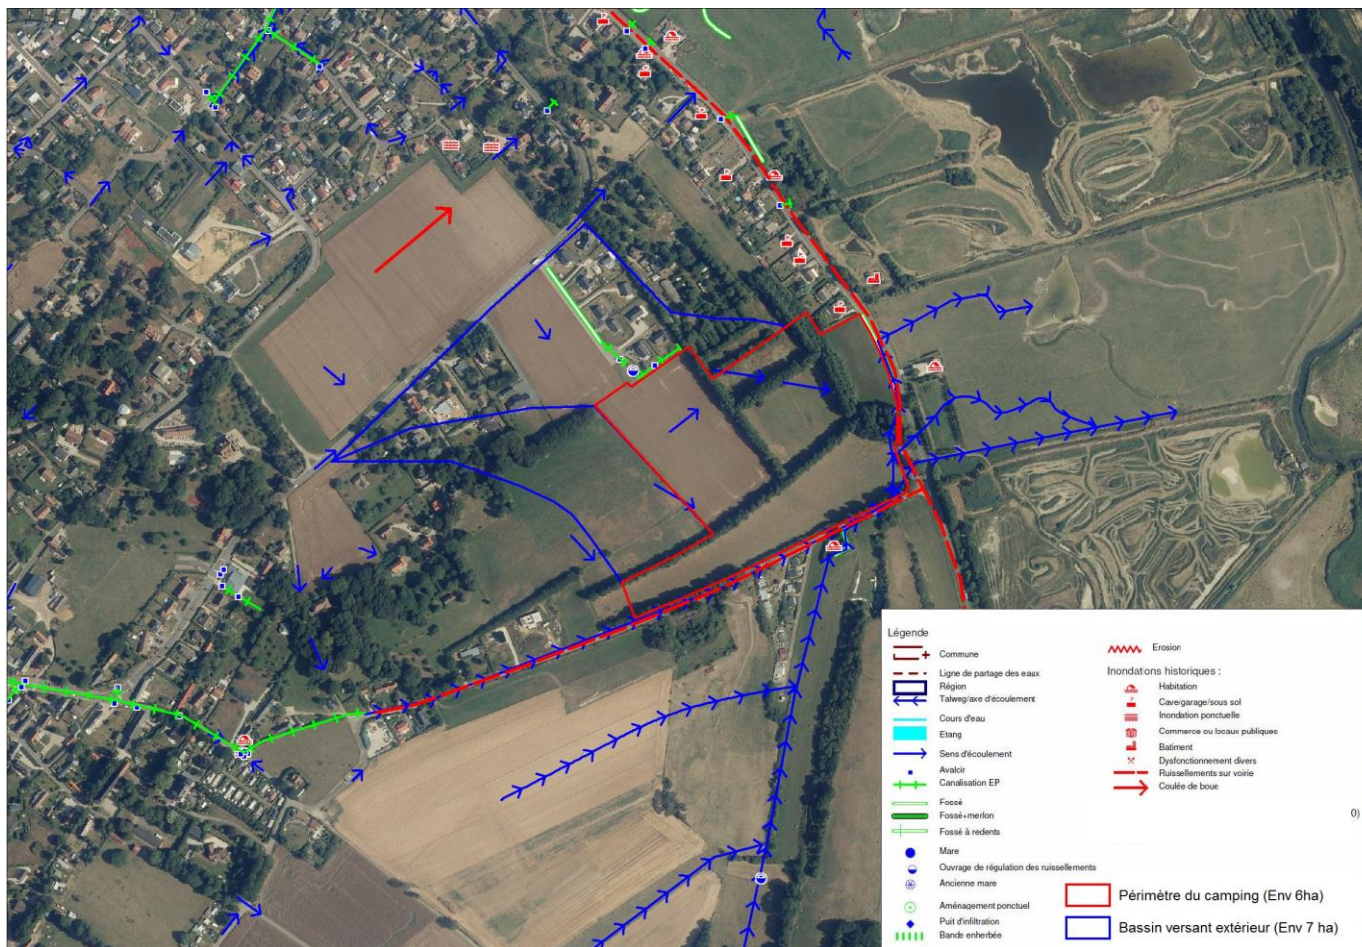 Légende
Commune
Ligne de partage des eaux
Région
Talweg/axe d'écoulement
Cours d'eau
Etang
Sens d'écoulement
Avaloir
Canalisation EP
Fossé
Fossé+merlon
Fossé à redents
Mare
Ouvrage de régulation des ruissellements
Ancienne mare
Aménagement ponctuel
Puit d'infiltration
Bande enherbée
Erosion
Inondations historiques :
Habitation
Cave/garage/sous sol
Inondation ponctuelle
Commerce ou locaux publiques
Batiment
Dysfonctionnement divers
Ruissellements sur voirie
Coulée de boue
0)
Périmètre du camping (Env 6ha)
Bassin versant extérieur (Env 7 ha)